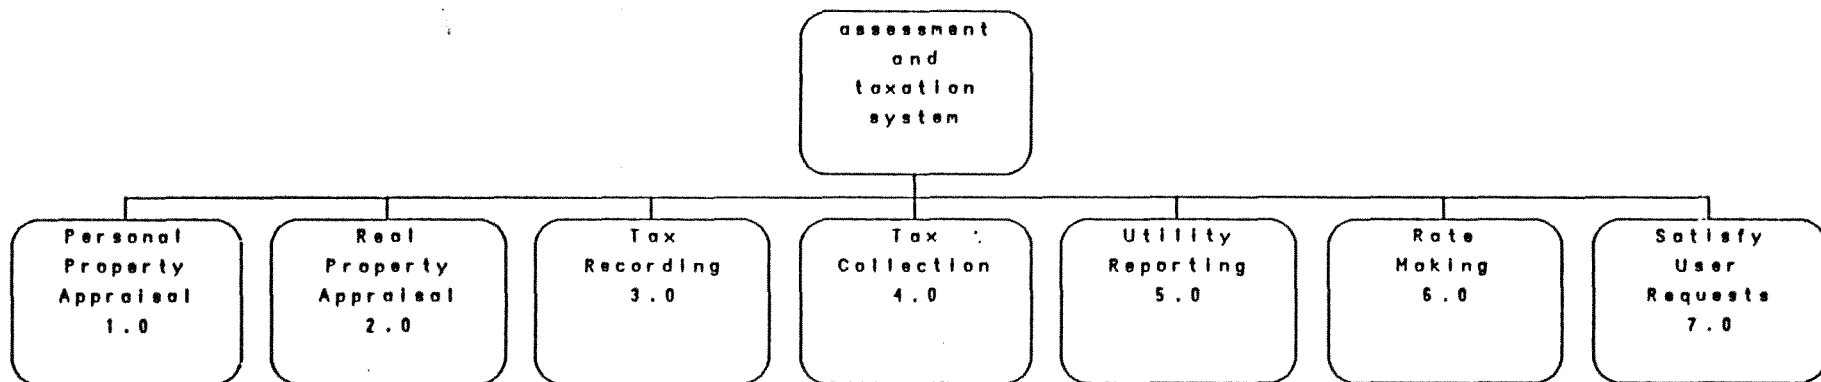 assessment
and
taxation
system
Personal
Property
Appraisal
1.0
Real
Property
Appraisal
2.0
Tax
Recording
3.0
Tax
Collection
4.0
Utility
Reporting
5.0
Rate
Making
6.0
Satisfy
User
Requests
7.0